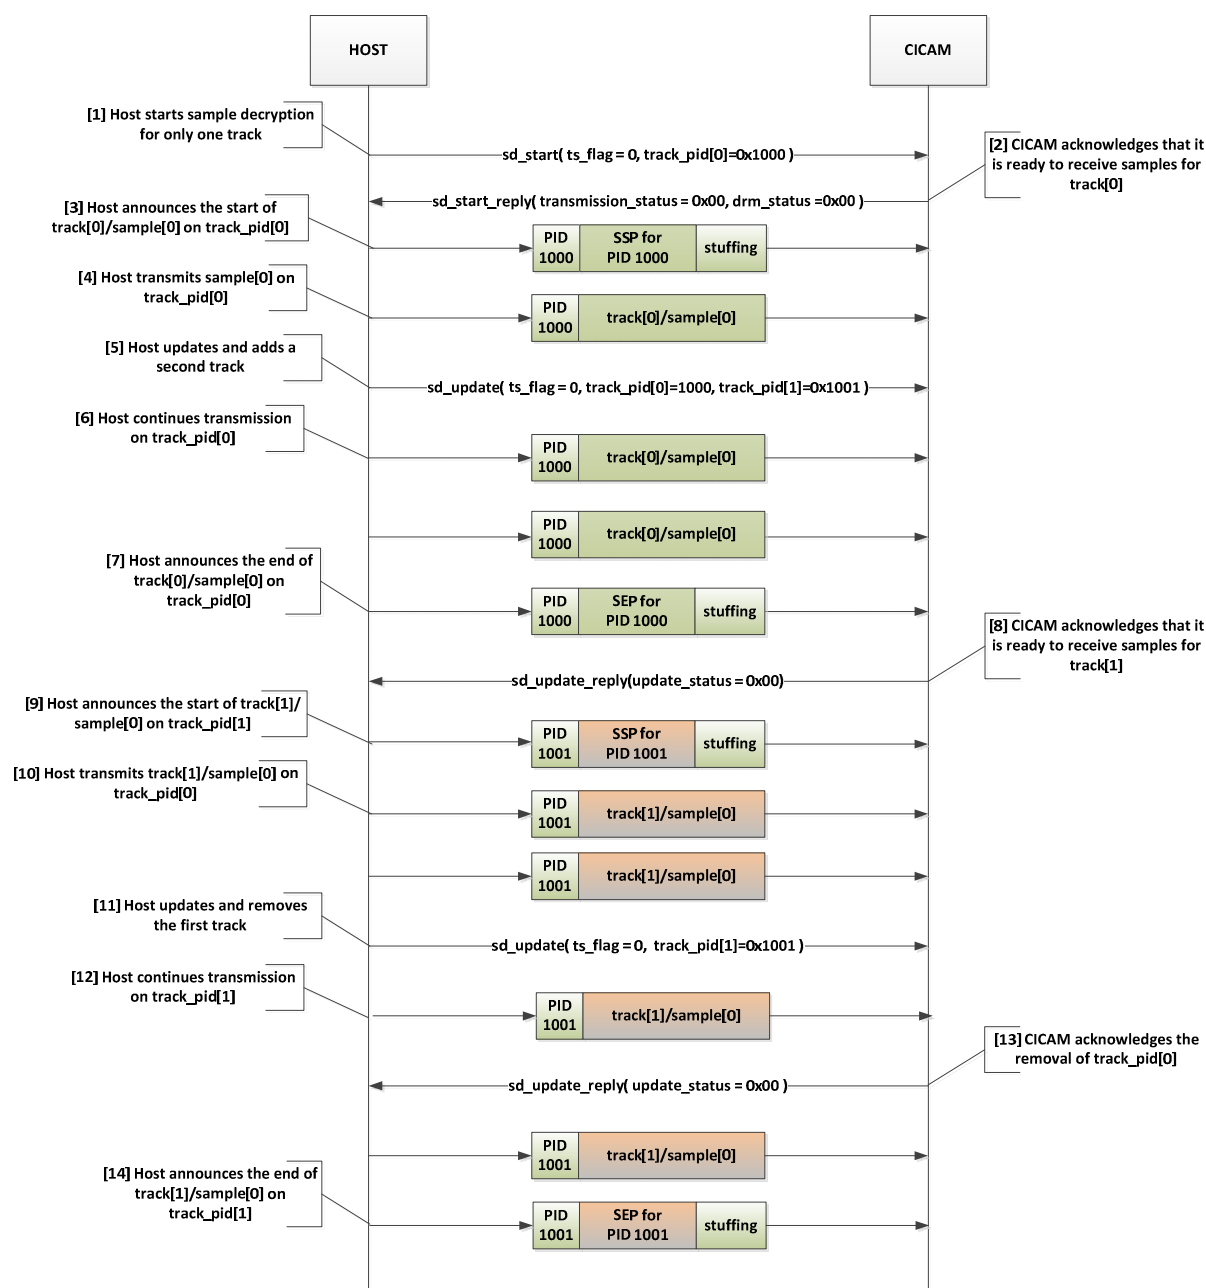 HOST
CICAM
[1] Host starts sample decryption
for only one track
sd_start( ts_flag = 0, track_pid[0]=0x1000 )
[2] CICAM acknowledges that it
is ready to receive samples for
track[0]
sd_start_reply( transmission_status = 0x00, drm_status =0x00 )
[3] Host announces the start of
track[0]/sample[0] on track_pid[0]
PID
1000
SSP for
PID 1000
stuffing
[4] Host transmits sample[0] on
track_pid[0]
PID
1000
track[0]/sample[0]
[5] Host updates and adds a
second track
sd_update( ts_flag = 0, track_pid[0]=1000, track_pid[1]=0x1001 )
[6] Host continues transmission
on track_pid[0]
PID
1000
track[0]/sample[0]
PID
1000
track[0]/sample[0]
[7] Host announces the end of
track[0]/sample[0] on
track_pid[0]
PID
1000
SEP for
PID 1000
stuffing
[8] CICAM acknowledges that it
is ready to receive samples for
track[1]
sd_update_reply(update_status = 0x00)
[9] Host announces the start of track[1]/
sample[0] on track_pid[1]
PID
1001
SSP for
PID 1001
stuffing
[10] Host transmits track[1]/sample[0] on
track_pid[0]
PID
1001
track[1]/sample[0]
PID
1001
track[1]/sample[0]
[11] Host updates and removes
the first track
sd_update( ts_flag = 0,  track_pid[1]=0x1001 )
[12] Host continues transmission
on track_pid[1]
PID
1001
track[1]/sample[0]
[13] CICAM acknowledges the
removal of track_pid[0]
sd_update_reply( update_status = 0x00 )
PID
1001
track[1]/sample[0]
[14] Host announces the end of
track[1]/sample[0] on
track_pid[1]
PID
1001
SEP for
PID 1001
stuffing